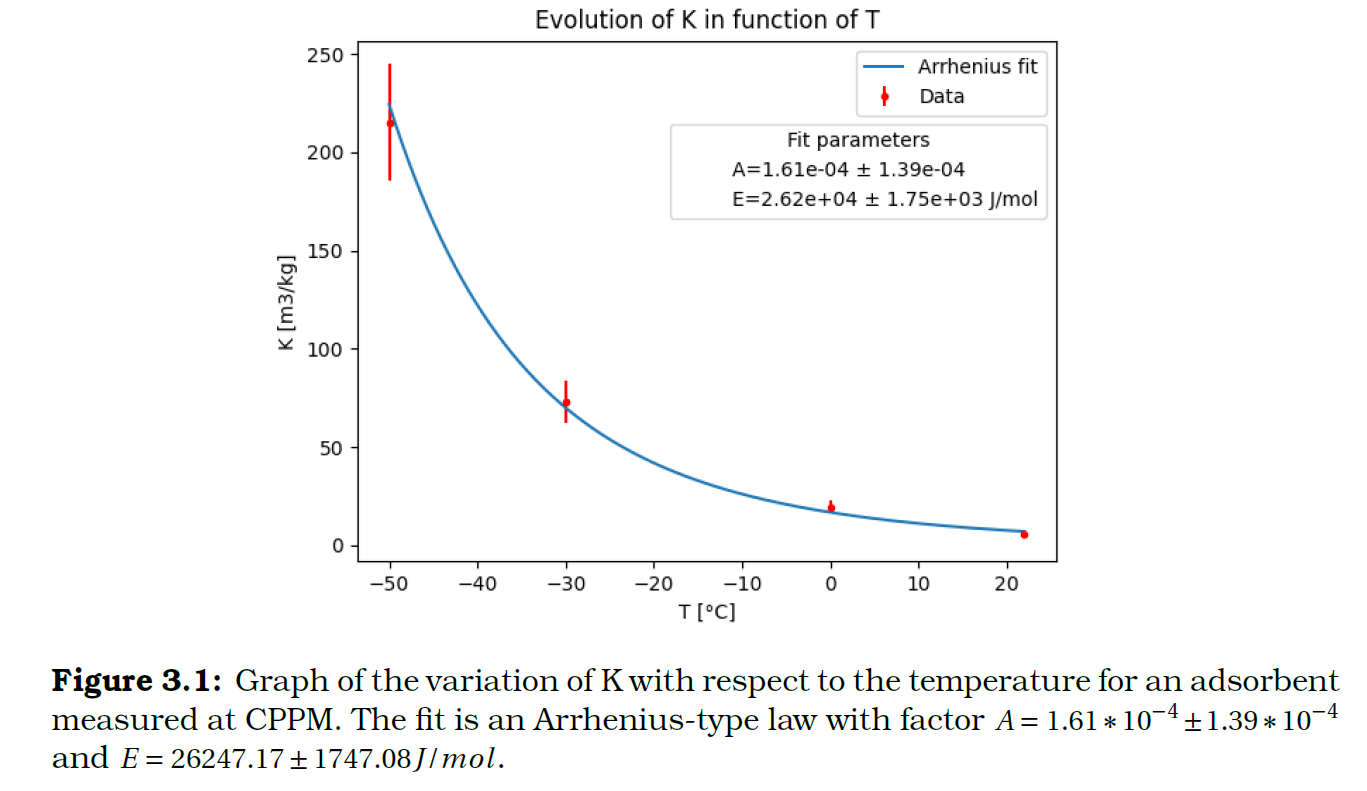 Evolution of K in function of T
250
200
150
100
50
0
K [m3/kg]
Arrhenius fit
Data
Fit parameters
A=1.61e-04 ± 1.39e-04
E=2.62e+04 ± 1.75e+03 J/mol
−50 −40 −30 −20 −10 0 10 20
T [°C]
Figure 3.1: Graph of the variation of K with respect to the temperature for an adsorbent
measured at CPPM. The fit is an Arrhenius-type law with factor A = 1.61 ∗ 10⁻⁴ ± 1.39 ∗ 10⁻⁴
and E = 26247.17 ± 1747.08 J/mol.